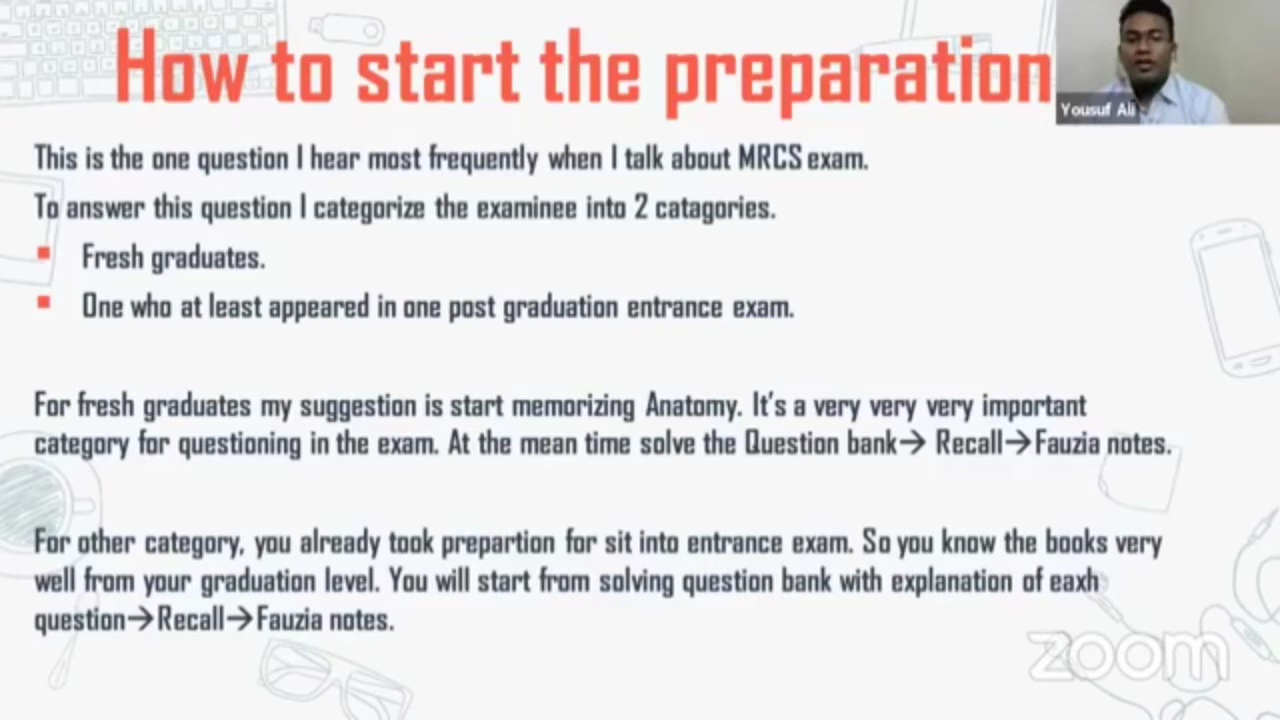 How to start the preparation
Yousuf Ali
This is the one question I hear most frequently when I talk about MRCS exam.
To answer this question I categorize the examinee into 2 catagories.
▪ Fresh graduates.
▪ One who at least appeared in one post graduation entrance exam.
For fresh graduates my suggestion is start memorizing Anatomy. It's a very very very important
category for questioning in the exam. At the mean time solve the Question bank→ Recall→Fauzia notes.
For other category, you already took prepartion for sit into entrance exam. So you know the books very
well from your graduation level. You will start from solving question bank with explanation of eaxh
question→Recall→Fauzia notes.
zoom